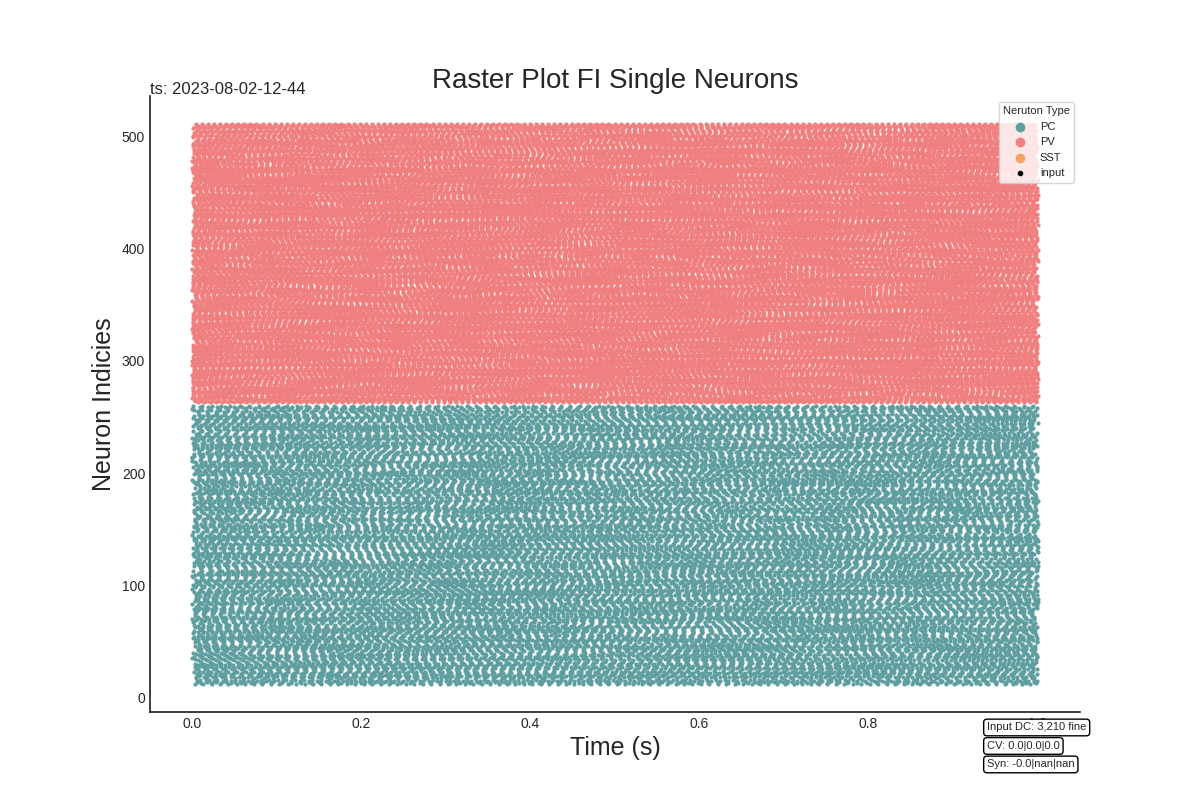 Raster Plot FI Single Neurons
ts: 2023-08-02-12-44
Neruton Type
PC
PV
SST
input
500
400
300
200
100
0
Neuron Indicies
0.0 0.2 0.4 0.6 0.8
Time (s)
Input DC: 3,210 fine
CV: 0.0|0.0|0.0
Syn: -0.0|nan|nan